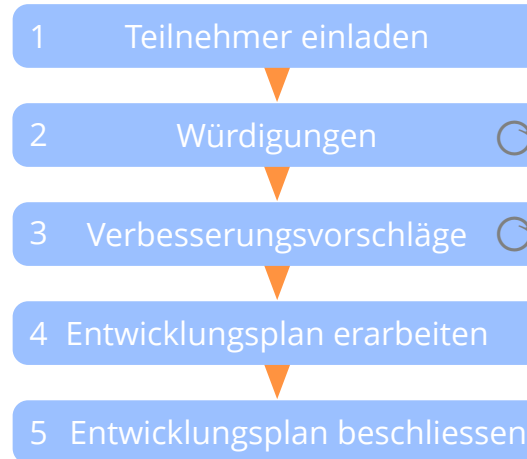 1 Teilnehmer einladen
2 Würdigungen
3 Verbesserungsvorschläge
4 Entwicklungsplan erarbeiten
5 Entwicklungsplan beschliessen